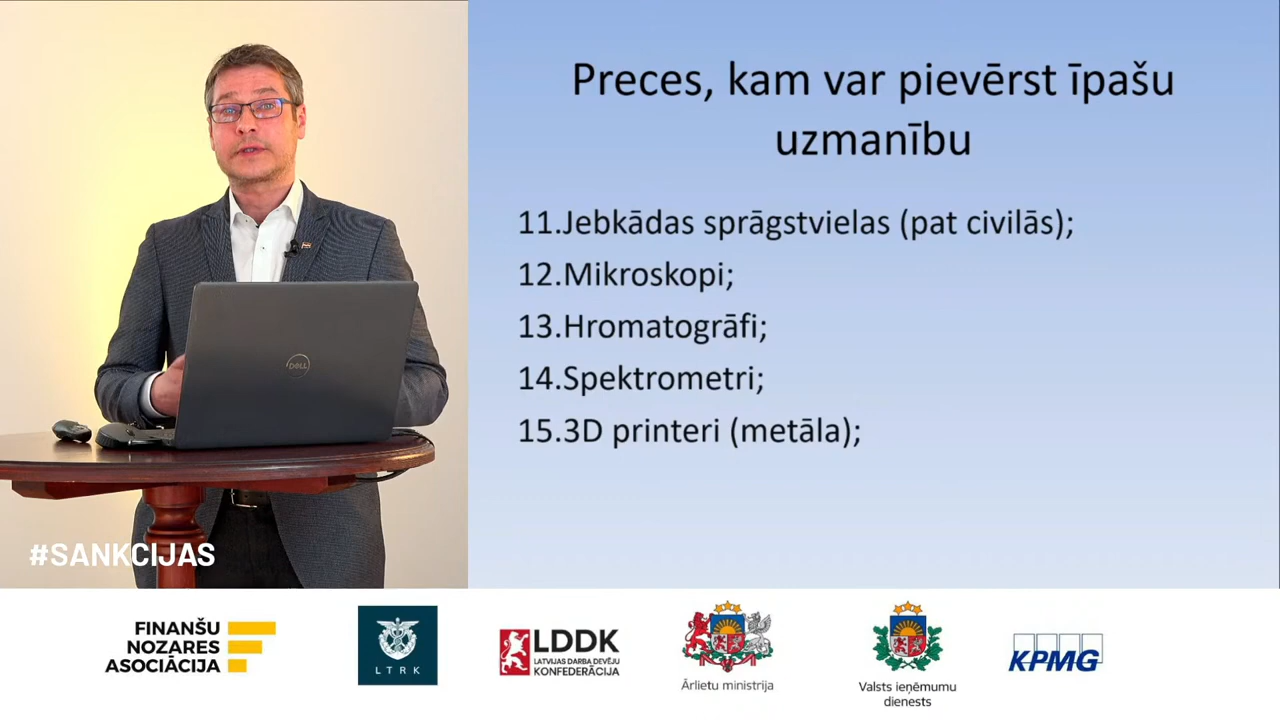 Preces, kam var pievērst īpašu
uzmanību
11.Jebkādas sprāgstvielas (pat civilās);
12.Mikroskopi;
13.Hromatogrāfi;
14.Spektrometri;
15.3D printeri (metāla);
DELL
#SANKCIJAS
FINANŠU
NOZARES
ASOCIĀCIJA
LTRK
LDDK
LATVIJAS DARBA DEVĒJU
KONFEDERĀCIJA
Ārlietu ministrija
Valsts ieņēmumu
dienests
KPMG